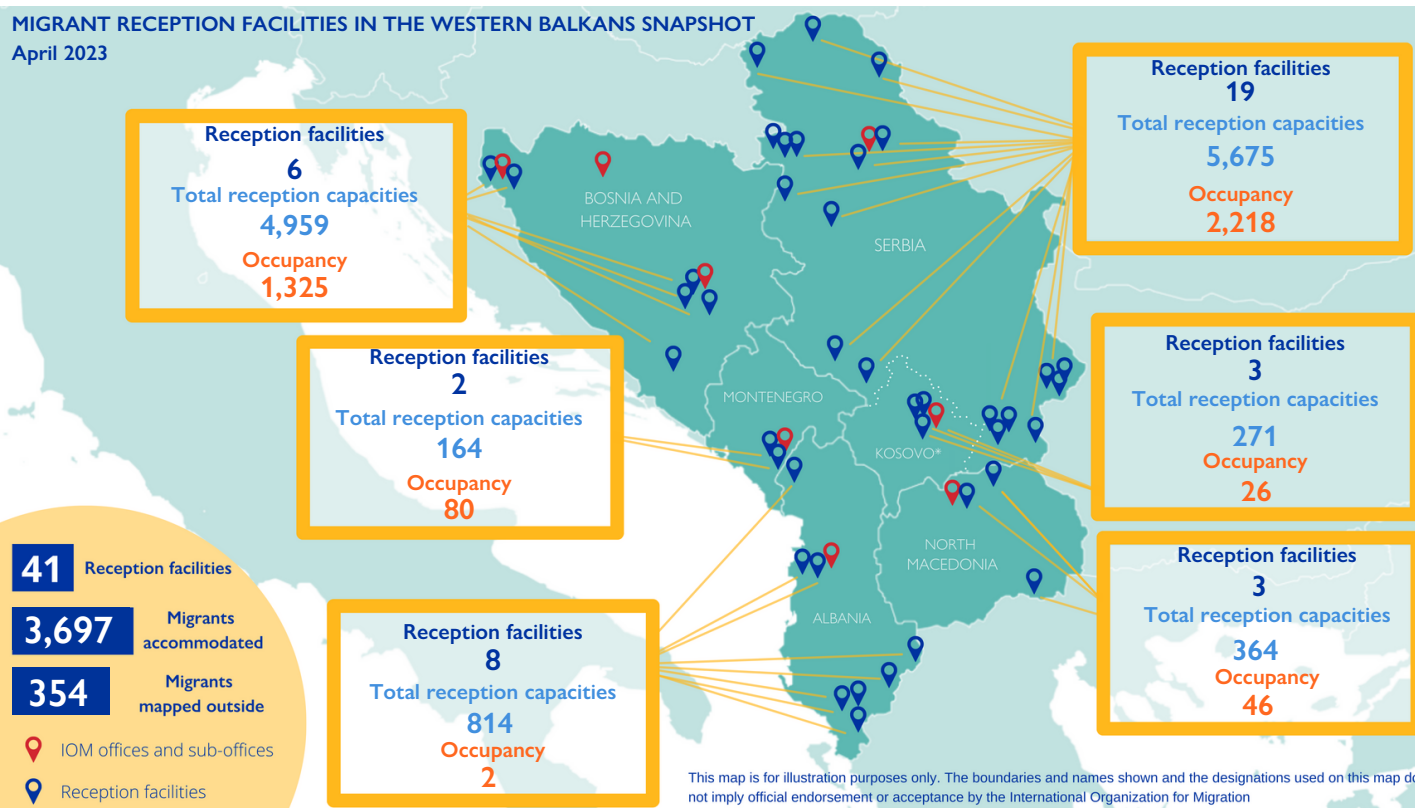 MIGRANT RECEPTION FACILITIES IN THE WESTERN BALKANS SNAPSHOT
April 2023
Reception facilities
6
Total reception capacities
4,959
Occupancy
1,325
Reception facilities
2
Total reception capacities
164
Occupancy
80
Reception facilities
8
Total reception capacities
814
Occupancy
2
Reception facilities
19
Total reception capacities
5,675
Occupancy
2,218
Reception facilities
3
Total reception capacities
271
Occupancy
26
Reception facilities
3
Total reception capacities
364
Occupancy
46
BOSNIA AND
HERZEGOVINA
SERBIA
MONTENEGRO
KOSOVO*
NORTH
MACEDONIA
ALBANIA
41 Reception facilities
3,697 Migrants
accommodated
354 Migrants
mapped outside
IOM offices and sub-offices
Reception facilities
This map is for illustration purposes only. The boundaries and names shown and the designations used on this map do
not imply official endorsement or acceptance by the International Organization for Migration